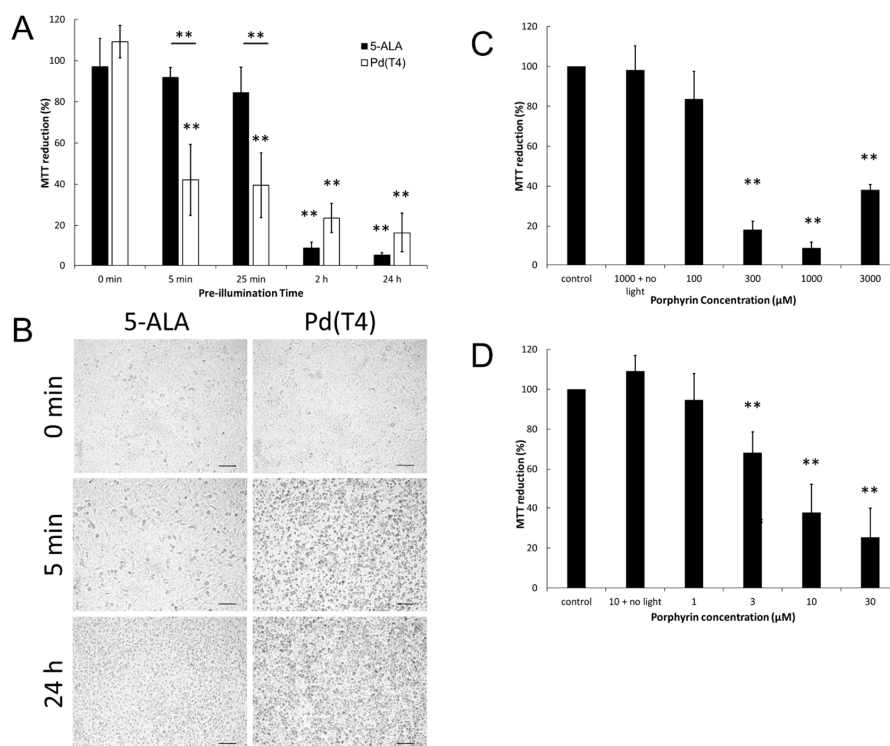 A
120
100
80
60
40
20
0
MTT reduction (%)
** **
** **
** ** ** **
5-ALA
Pd(T4)
0 min 5 min 25 min 2 h 24 h
Pre-illumination Time
B
5-ALA Pd(T4)
0 min
5 min
24 h
C
120
100
80
60
40
20
0
MTT reduction (%)
** ** **
control 1000 + no light 100 300 1000 3000
Porphyrin Concentration (µM)
D
120
100
80
60
40
20
0
MTT reduction (%)
** ** **
control 10 + no light 1 3 10 30
Porphyrin concentration (µM)